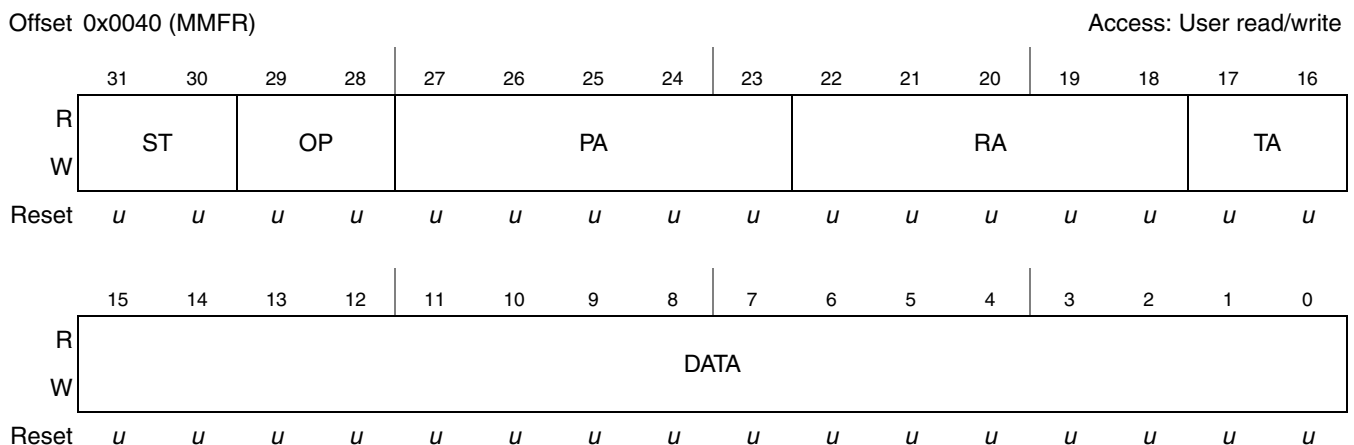 Offset 0x0040 (MMFR) Access: User read/write
31 30 29 28 27 26 25 24 23 22 21 20 19 18 17 16
R
ST OP PA RA TA
W
Reset u u u u u u u u u u u u u u u u
15 14 13 12 11 10 9 8 7 6 5 4 3 2 1 0
R
DATA
W
Reset u u u u u u u u u u u u u u u u